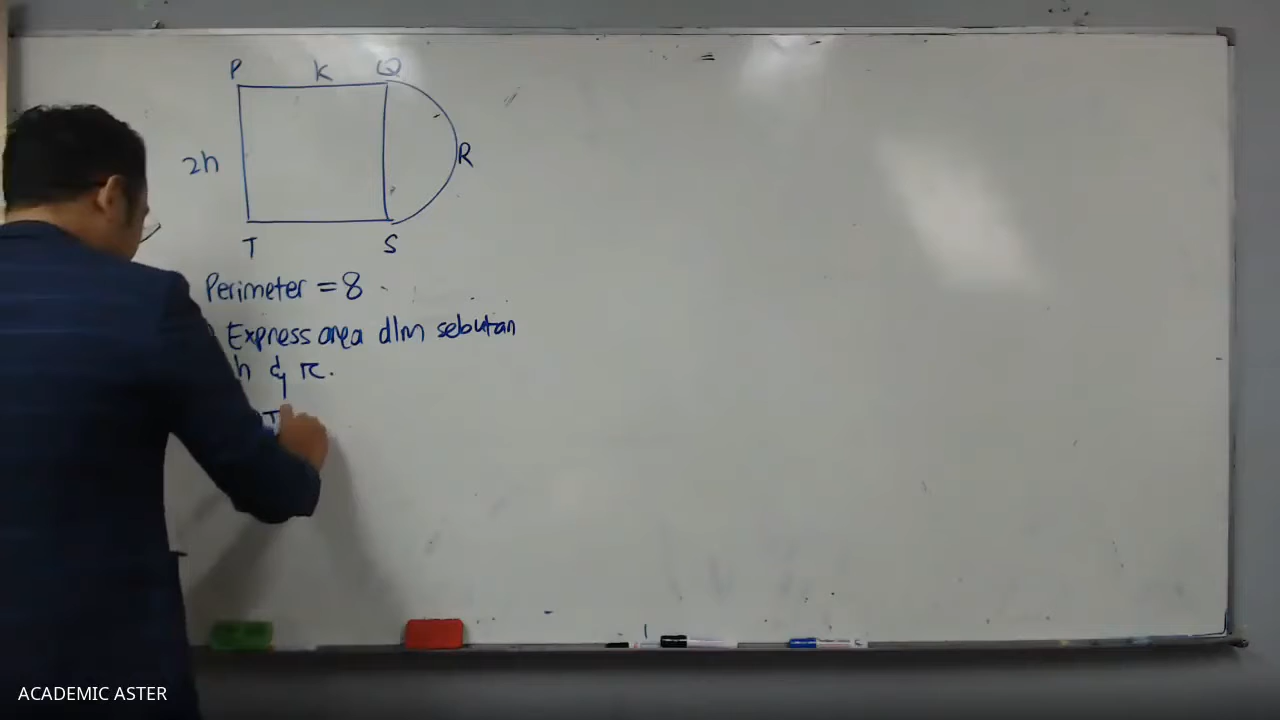 P K Q
2h
R
T S
Perimeter = 8
Express area dlm sebutan
h & π.
ACADEMIC ASTER